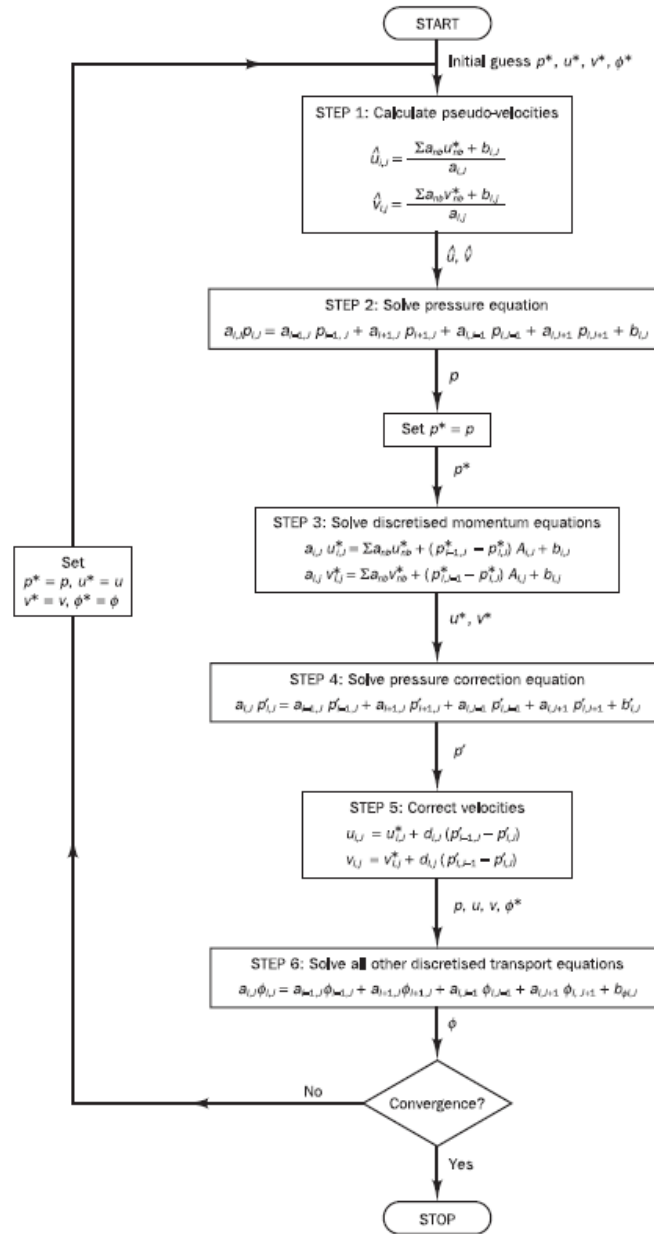 START
Initial guess p*, u*, v*, ϕ*
STEP 1: Calculate pseudo-velocities
û_{i,J} = (Σa_{nb}u*_{nb} + b_{i,J}) / a_{i,J}
v̂_{I,j} = (Σa_{nb}v*_{nb} + b_{I,j}) / a_{I,j}
û, v̂
STEP 2: Solve pressure equation
a_{I,J}p_{I,J} = a_{I−1,J} p_{I−1,J} + a_{I+1,J} p_{I+1,J} + a_{I,J−1} p_{I,J−1} + a_{I,J+1} p_{I,J+1} + b_{I,J}
p
Set p* = p
p*
STEP 3: Solve discretised momentum equations
a_{i,J} u*_{i,J} = Σa_{nb}u*_{nb} + (p*_{I−1,J} − p*_{I,J}) A_{i,J} + b_{i,J}
a_{I,j} v*_{I,j} = Σa_{nb}v*_{nb} + (p*_{I,J−1} − p*_{I,J}) A_{I,j} + b_{I,j}
Set
p* = p, u* = u
v* = v, ϕ* = ϕ
u*, v*
STEP 4: Solve pressure correction equation
a_{I,J} p′_{I,J} = a_{I−1,J} p′_{I−1,J} + a_{I+1,J} p′_{I+1,J} + a_{I,J−1} p′_{I,J−1} + a_{I,J+1} p′_{I,J+1} + b′_{I,J}
p′
STEP 5: Correct velocities
u_{i,J} = u*_{i,J} + d_{i,J} (p′_{I−1,J} − p′_{I,J})
v_{I,j} = v*_{I,j} + d_{I,j} (p′_{I,J−1} − p′_{I,J})
p, u, v, ϕ*
STEP 6: Solve all other discretised transport equations
a_{I,J}ϕ_{I,J} = a_{I−1,J}ϕ_{I−1,J} + a_{I+1,J}ϕ_{I+1,J} + a_{I,J−1} ϕ_{I,J−1} + a_{I,J+1} ϕ_{I,J+1} + b_{ϕI,J}
ϕ
No
Convergence?
Yes
STOP